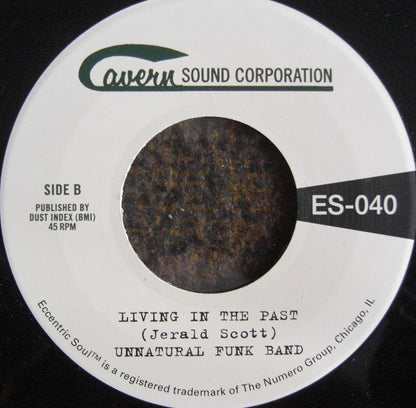 Cavern SOUND CORPORATION
SIDE B
PUBLISHED BY
DUST INDEX (BMI)
45 RPM
ES-040
LIVING IN THE PAST
(Jerald Scott)
UNNATURAL FUNK BAND
Eccentric Soul™ is a registered trademark of The Numero Group, Chicago, IL